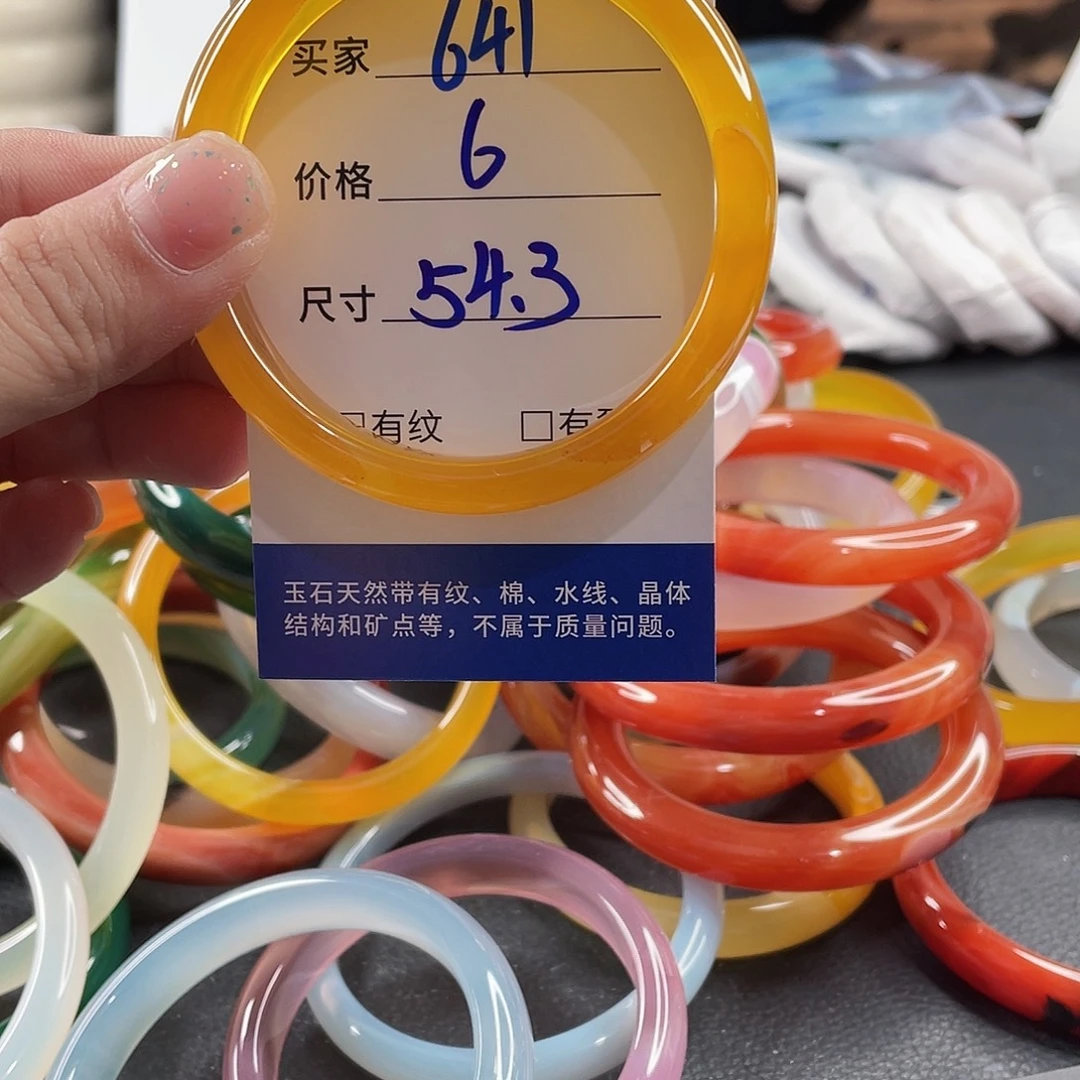 买家 641
价格 6
尺寸 54.3
□有纹 □有
玉石天然带有纹、棉、水线、晶体
结构和矿点等，不属于质量问题。